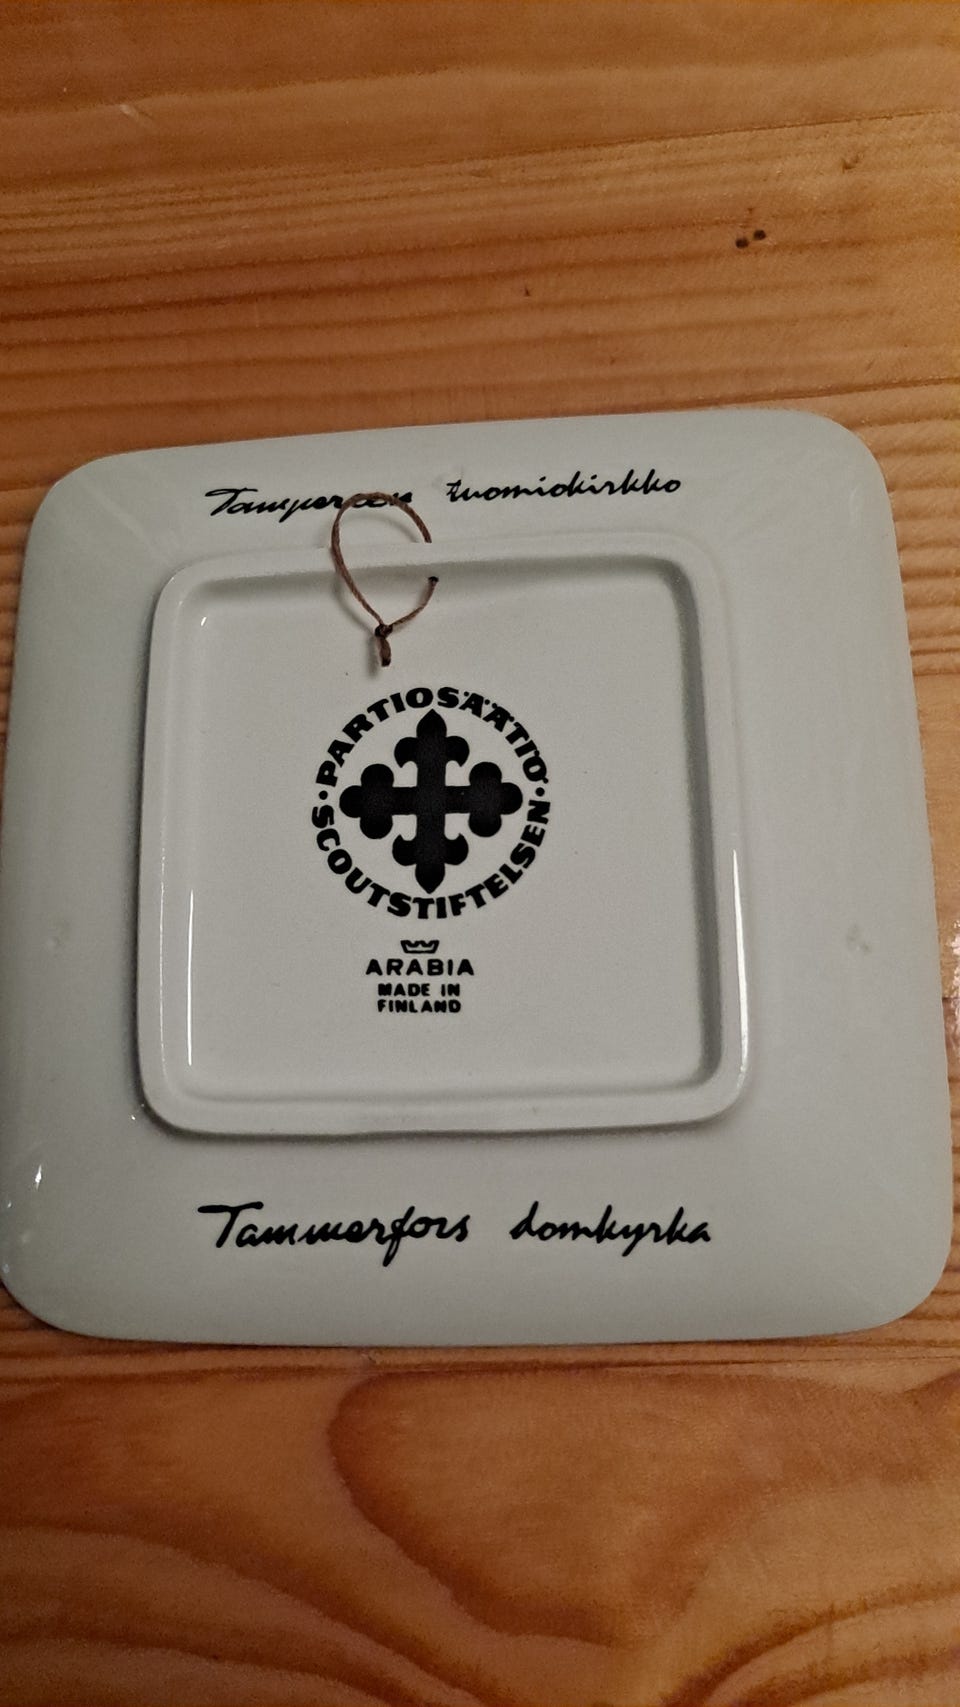 Tampereen tuomiokirkko
• PARTIOSÄÄTIÖ •
SCOUTSTIFTELSEN
ARABIA
MADE IN
FINLAND
Tammerfors domkyrka